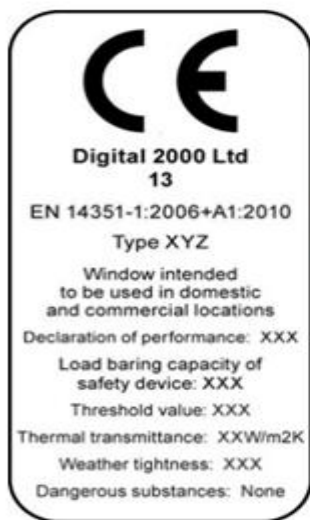 CE
Digital 2000 Ltd
13
EN 14351-1:2006+A1:2010
Type XYZ
Window intended
to be used in domestic
and commercial locations
Declaration of performance: XXX
Load baring capacity of
safety device: XXX
Threshold value: XXX
Thermal transmittance: XXW/m2K
Weather tightness: XXX
Dangerous substances: None